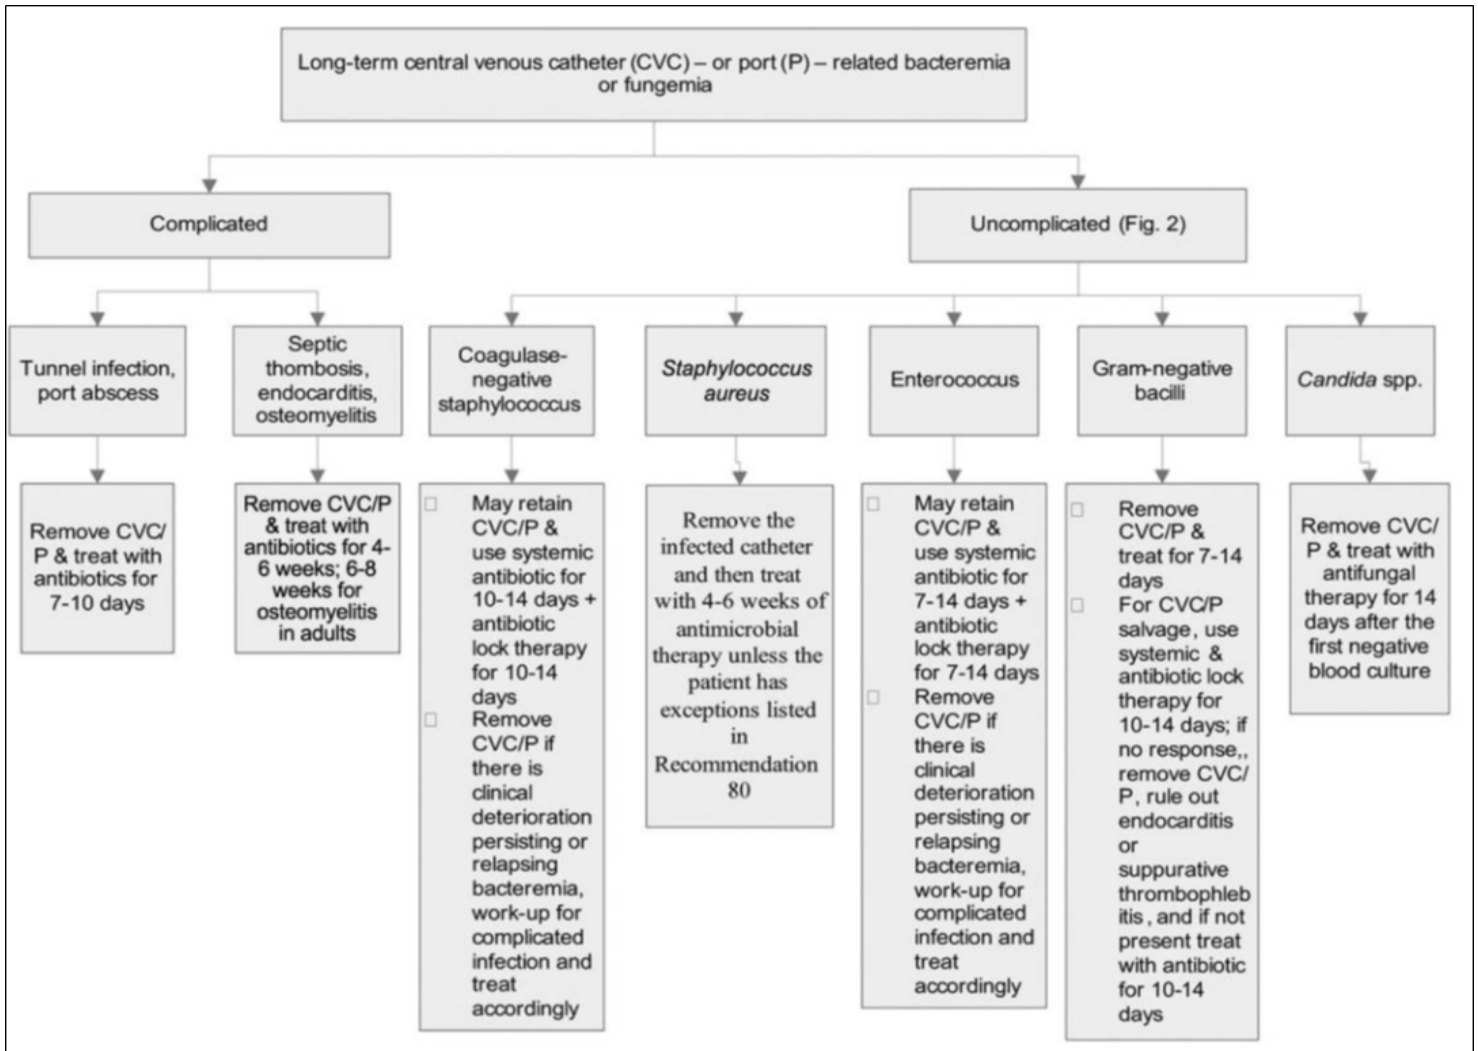 Long-term central venous catheter (CVC) – or port (P) – related bacteremia
or fungemia
Complicated
Uncomplicated (Fig. 2)
Tunnel infection,
port abscess
Septic
thombosis,
endocarditis,
osteomyelitis
Coagulase-
negative
staphylococcus
Staphylococcus
aureus
Enterococcus
Gram-negative
bacilli
Candida spp.
Remove CVC/
P & treat with
antibiotics for
7-10 days
Remove CVC/P
& treat with
antibiotics for 4-
6 weeks; 6-8
weeks for
osteomyelitis
in adults
May retain
CVC/P &
use systemic
antibiotic for
10-14 days +
antibiotic
lock therapy
for 10-14
days
Remove
CVC/P if
there is
clinical
deterioration
persisting or
relapsing
bacteremia,
work-up for
complicated
infection and
treat
accordingly
Remove the
infected catheter
and then treat
with 4-6 weeks of
antimicrobial
therapy unless the
patient has
exceptions listed
in
Recommendation
80
May retain
CVC/P &
use systemic
antibiotic for
7-14 days +
antibiotic
lock therapy
for 7-14 days
Remove
CVC/P if
there is
clinical
deterioration
persisting or
relapsing
bacteremia,
work-up for
complicated
infection and
treat
accordingly
Remove
CVC/P &
treat for 7-14
days
For CVC/P
salvage, use
systemic &
antibiotic lock
therapy for
10-14 days; if
no response,,
remove CVC/
P, rule out
endocarditis
or
suppurative
thrombophleb
itis, and if not
present treat
with antibiotic
for 10-14
days
Remove CVC/
P & treat with
antifungal
therapy for 14
days after the
first negative
blood culture